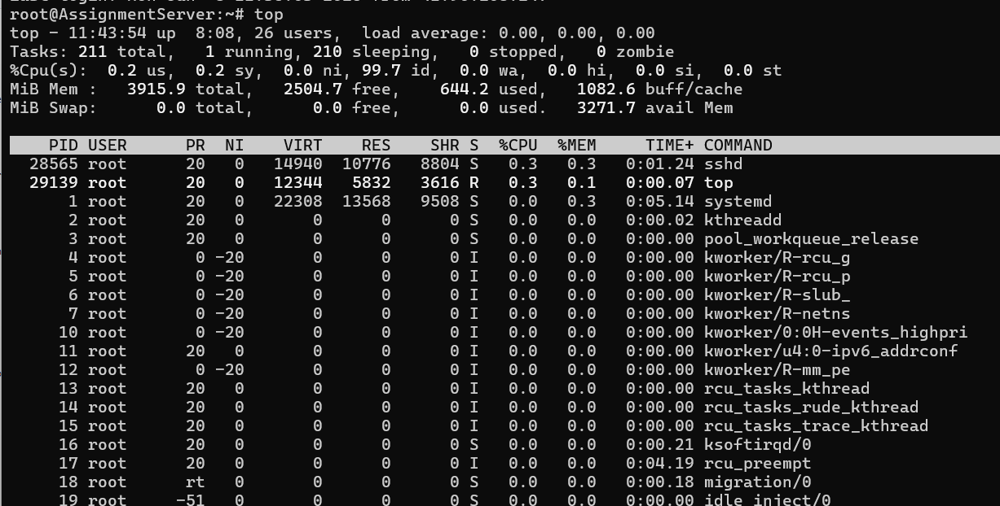 root@AssignmentServer:~# top
top - 11:43:54 up  8:08, 26 users,  load average: 0.00, 0.00, 0.00
Tasks: 211 total,   1 running, 210 sleeping,   0 stopped,   0 zombie
%Cpu(s):  0.2 us,  0.2 sy,  0.0 ni, 99.7 id,  0.0 wa,  0.0 hi,  0.0 si,  0.0 st
MiB Mem :   3915.9 total,   2504.7 free,    644.2 used,   1082.6 buff/cache
MiB Swap:      0.0 total,      0.0 free,      0.0 used.   3271.7 avail Mem
PID USER      PR  NI    VIRT    RES    SHR S  %CPU  %MEM     TIME+ COMMAND
28565 root      20   0   14940  10776   8804 S   0.3   0.3   0:01.24 sshd
29139 root      20   0   12344   5832   3616 R   0.3   0.1   0:00.07 top
1 root      20   0   22308  13568   9508 S   0.0   0.3   0:05.14 systemd
2 root      20   0       0      0      0 S   0.0   0.0   0:00.02 kthreadd
3 root      20   0       0      0      0 S   0.0   0.0   0:00.00 pool_workqueue_release
4 root       0 -20       0      0      0 I   0.0   0.0   0:00.00 kworker/R-rcu_g
5 root       0 -20       0      0      0 I   0.0   0.0   0:00.00 kworker/R-rcu_p
6 root       0 -20       0      0      0 I   0.0   0.0   0:00.00 kworker/R-slub_
7 root       0 -20       0      0      0 I   0.0   0.0   0:00.00 kworker/R-netns
10 root       0 -20       0      0      0 I   0.0   0.0   0:00.00 kworker/0:0H-events_highpri
11 root      20   0       0      0      0 I   0.0   0.0   0:00.00 kworker/u4:0-ipv6_addrconf
12 root       0 -20       0      0      0 I   0.0   0.0   0:00.00 kworker/R-mm_pe
13 root      20   0       0      0      0 I   0.0   0.0   0:00.00 rcu_tasks_kthread
14 root      20   0       0      0      0 I   0.0   0.0   0:00.00 rcu_tasks_rude_kthread
15 root      20   0       0      0      0 I   0.0   0.0   0:00.00 rcu_tasks_trace_kthread
16 root      20   0       0      0      0 S   0.0   0.0   0:00.21 ksoftirqd/0
17 root      20   0       0      0      0 I   0.0   0.0   0:04.19 rcu_preempt
18 root      rt   0       0      0      0 S   0.0   0.0   0:00.18 migration/0
19 root     -51   0       0      0      0 S   0.0   0.0   0:00.00 idle_inject/0